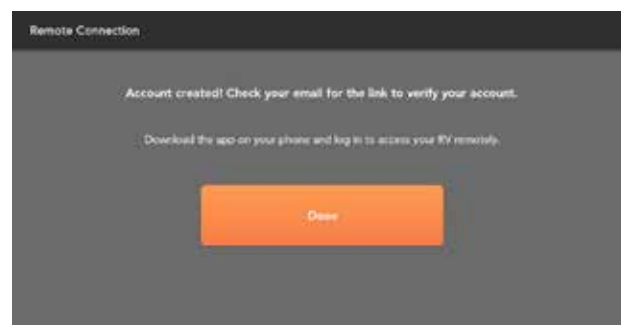 Remote Connection
Account created! Check your email for the link to verify your account.
Download the app on your phone and log in to access your RV remotely.
Done